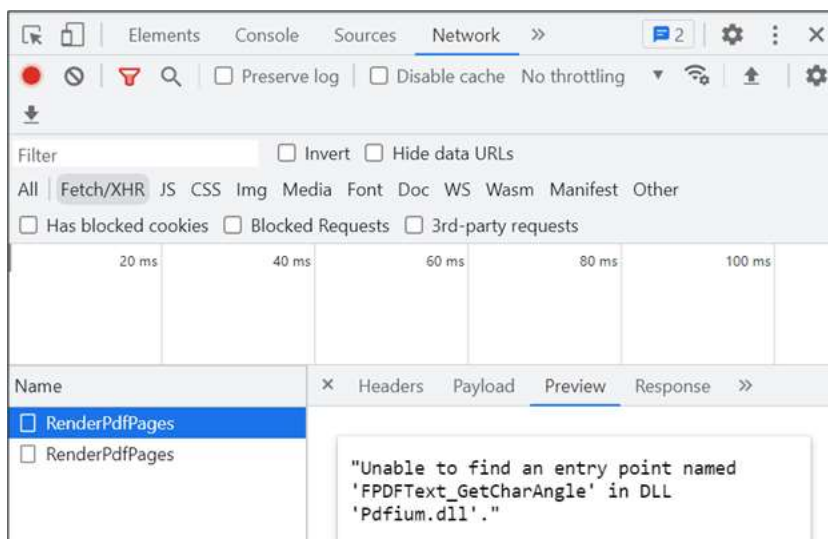 Elements Console Sources Network » 2
Preserve log Disable cache No throttling
Filter Invert Hide data URLs
All Fetch/XHR JS CSS Img Media Font Doc WS Wasm Manifest Other
Has blocked cookies Blocked Requests 3rd-party requests
20 ms 40 ms 60 ms 80 ms 100 ms
Name × Headers Payload Preview Response »
RenderPdfPages
RenderPdfPages
"Unable to find an entry point named
'FPDFText_GetCharAngle' in DLL
'Pdfium.dll'."